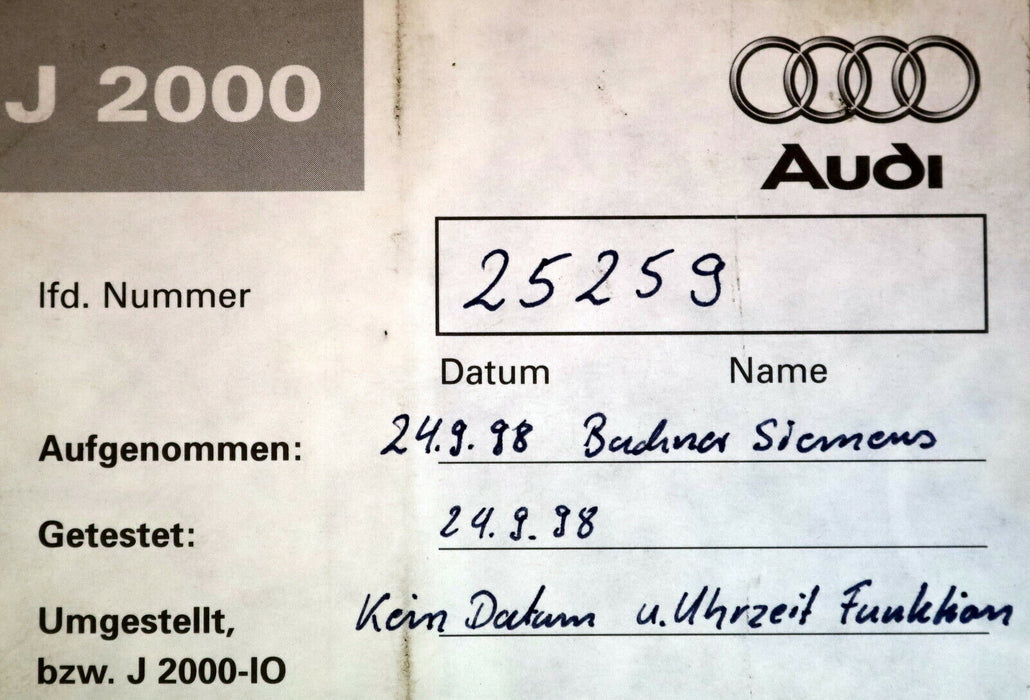 J 2000
Audi
lfd. Nummer 25259
Datum Name
Aufgenommen: 24.9.98 Buchner Siemens
Getestet: 24.9.98
Umgestellt, Kein Datum u. Uhrzeit Funktion
bzw. J 2000-IO